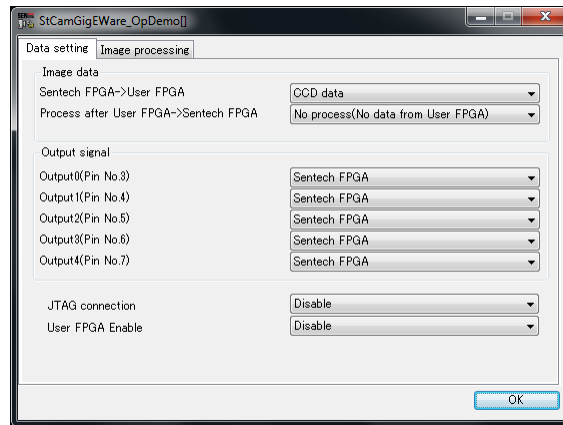 StCamGigEWare_OpDemo[]
Data setting Image processing
Image data
Sentech FPGA->User FPGA CCD data
Process after User FPGA->Sentech FPGA No process(No data from User FPGA)
Output signal
Output0(Pin No.3) Sentech FPGA
Output1(Pin No.4) Sentech FPGA
Output2(Pin No.5) Sentech FPGA
Output3(Pin No.6) Sentech FPGA
Output4(Pin No.7) Sentech FPGA
JTAG connection Disable
User FPGA Enable Disable
OK